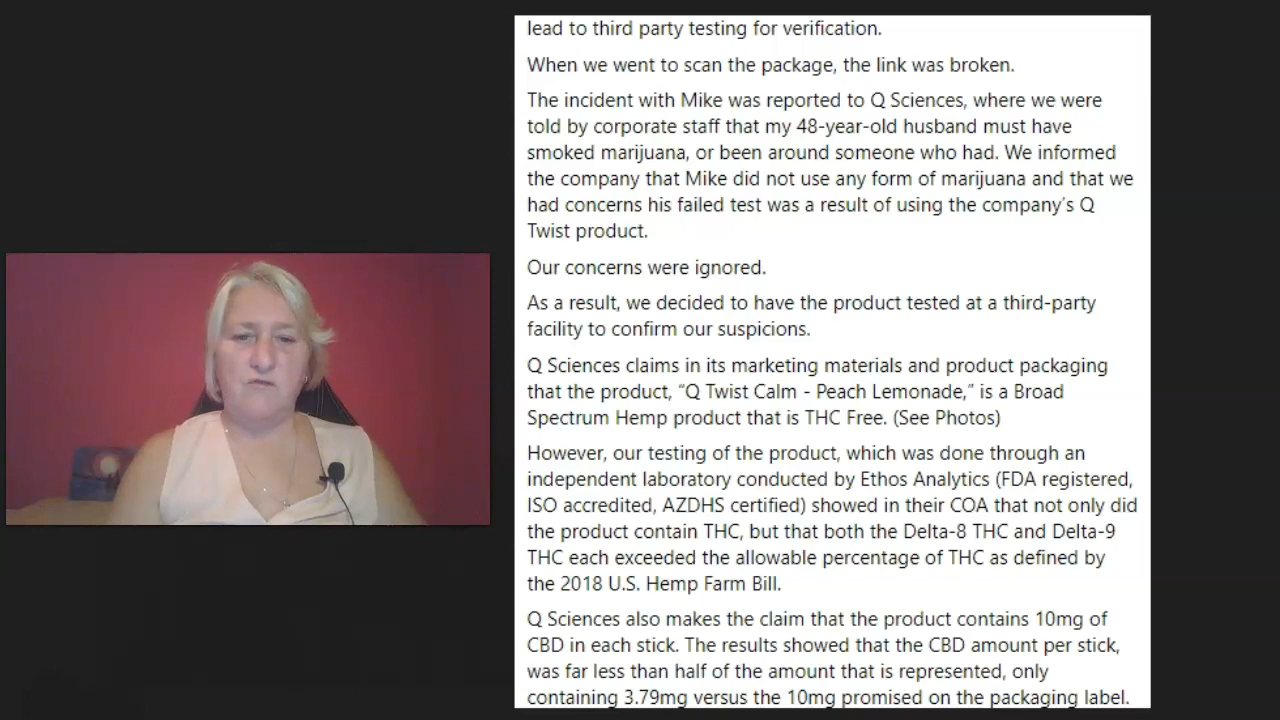 lead to third party testing for verification.
When we went to scan the package, the link was broken.
The incident with Mike was reported to Q Sciences, where we were
told by corporate staff that my 48-year-old husband must have
smoked marijuana, or been around someone who had. We informed
the company that Mike did not use any form of marijuana and that we
had concerns his failed test was a result of using the company’s Q
Twist product.
Our concerns were ignored.
As a result, we decided to have the product tested at a third-party
facility to confirm our suspicions.
Q Sciences claims in its marketing materials and product packaging
that the product, “Q Twist Calm - Peach Lemonade,” is a Broad
Spectrum Hemp product that is THC Free. (See Photos)
However, our testing of the product, which was done through an
independent laboratory conducted by Ethos Analytics (FDA registered,
ISO accredited, AZDHS certified) showed in their COA that not only did
the product contain THC, but that both the Delta-8 THC and Delta-9
THC each exceeded the allowable percentage of THC as defined by
the 2018 U.S. Hemp Farm Bill.
Q Sciences also makes the claim that the product contains 10mg of
CBD in each stick. The results showed that the CBD amount per stick,
was far less than half of the amount that is represented, only
containing 3.79mg versus the 10mg promised on the packaging label.